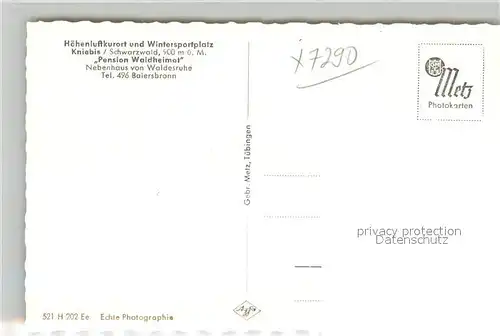 Höhenluftkurort und Wintersportplatz
Kniebis / Schwarzwald, 900 m ü. M.
„Pension Waldheimat"
Nebenhaus von Waldesruhe
Tel. 496 Baiersbronn
x7290
Metz
Photokarten
Gebr. Metz, Tübingen
privacy protection
Datenschutz
521 H 202 Ee
Echte Photographie
Agfa